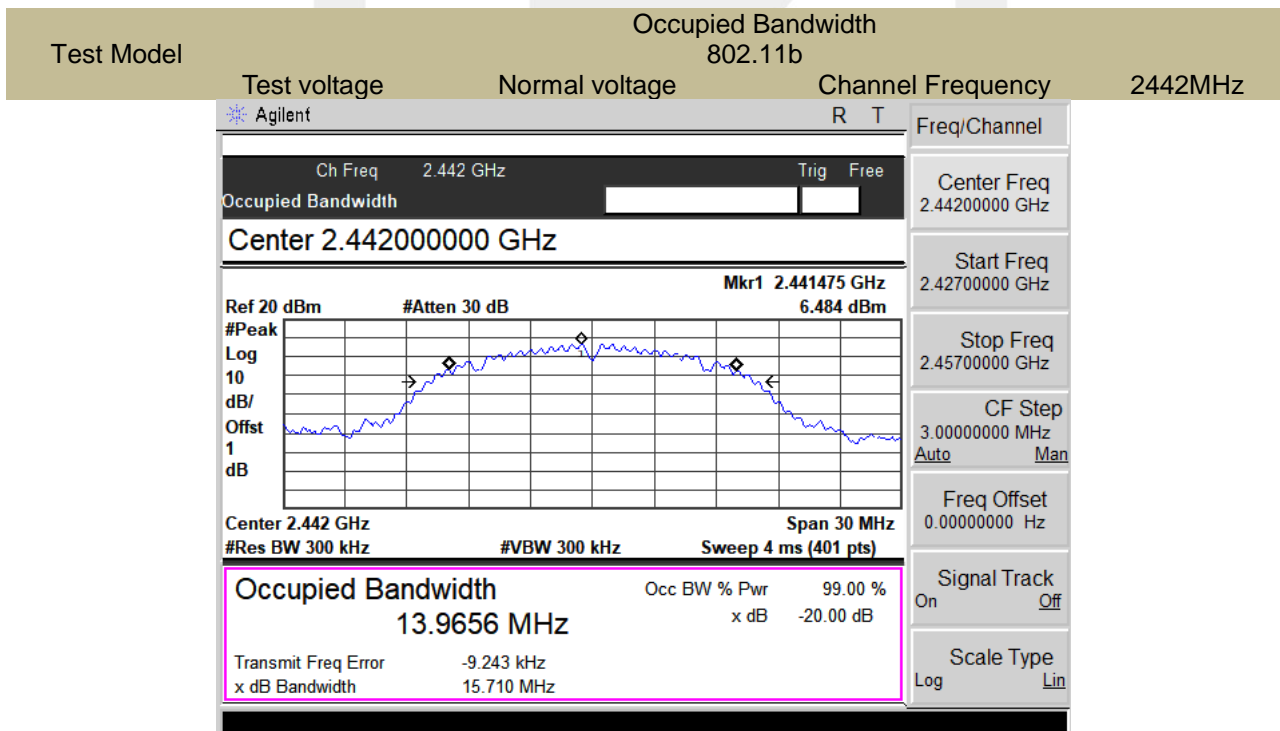 Occupied Bandwidth
Test Model 802.11b
Test voltage Normal voltage Channel Frequency 2442MHz
Agilent R T
Freq/Channel
Ch Freq 2.442 GHz Trig Free
Occupied Bandwidth
Center 2.442000000 GHz
Mkr1 2.441475 GHz
Ref 20 dBm #Atten 30 dB 6.484 dBm
#Peak
Log
10
dB/
Offst
1
dB
1
Center 2.442 GHz Span 30 MHz
#Res BW 300 kHz #VBW 300 kHz Sweep 4 ms (401 pts)
Occupied Bandwidth Occ BW % Pwr 99.00 %
13.9656 MHz x dB -20.00 dB
Transmit Freq Error -9.243 kHz
x dB Bandwidth 15.710 MHz
Center Freq
2.44200000 GHz
Start Freq
2.42700000 GHz
Stop Freq
2.45700000 GHz
CF Step
3.00000000 MHz
Auto Man
Freq Offset
0.00000000 Hz
Signal Track
On Off
Scale Type
Log Lin